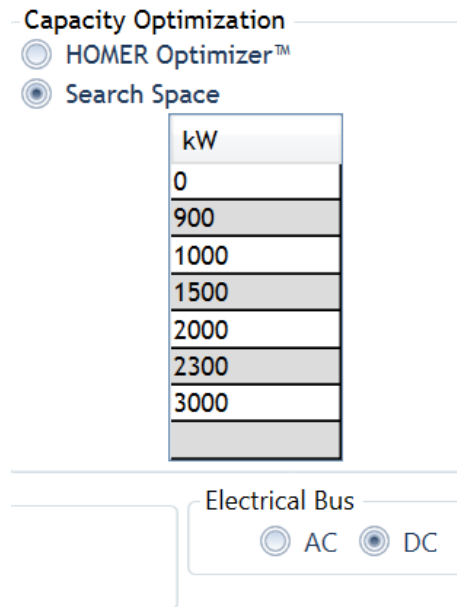 Capacity Optimization
HOMER Optimizer™
Search Space
kW
0
900
1000
1500
2000
2300
3000
Electrical Bus
AC DC